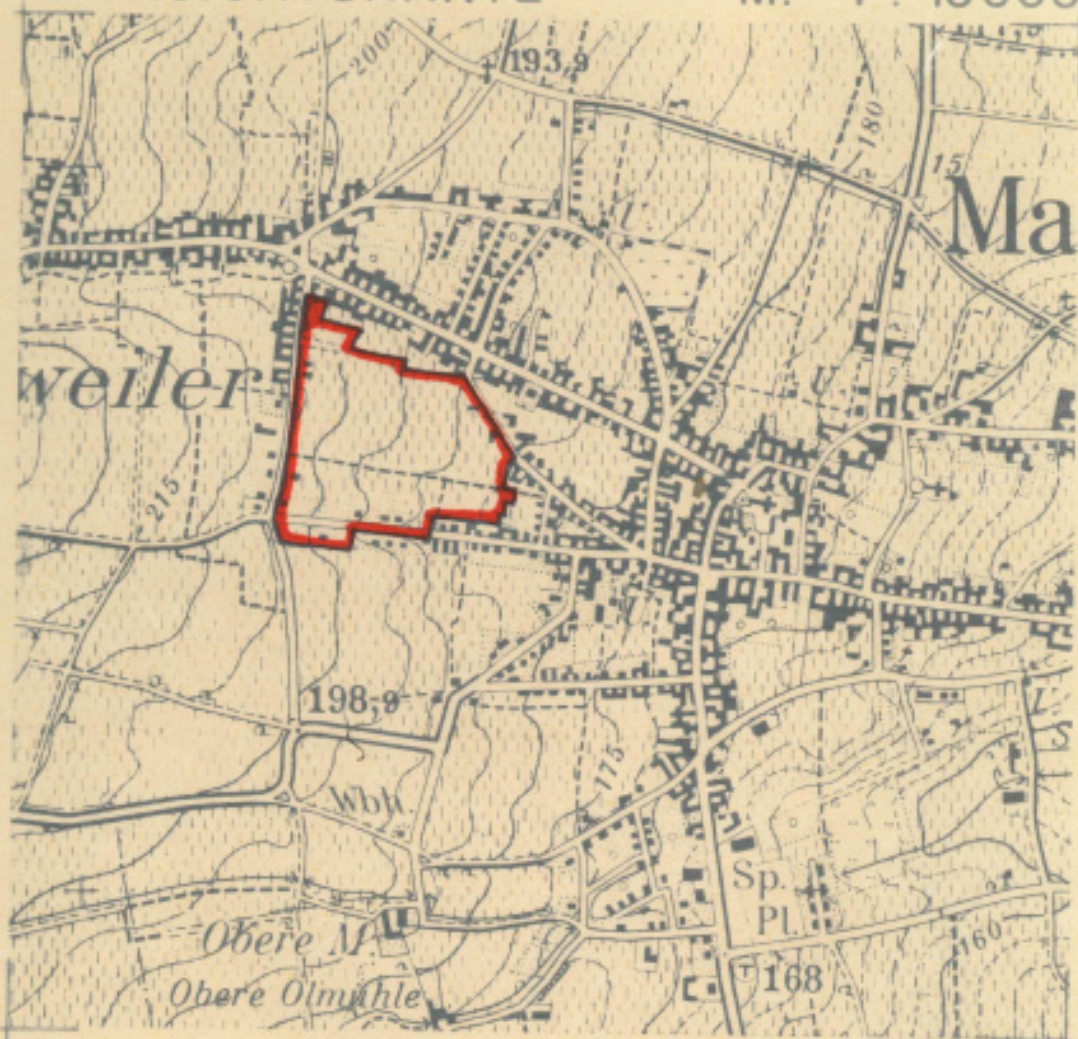 200
193,9
180
15
Ma
weiler
215
198,9
Wbh
175
Sp.
Pl.
Obere M.
160
168
Obere Ölmühle